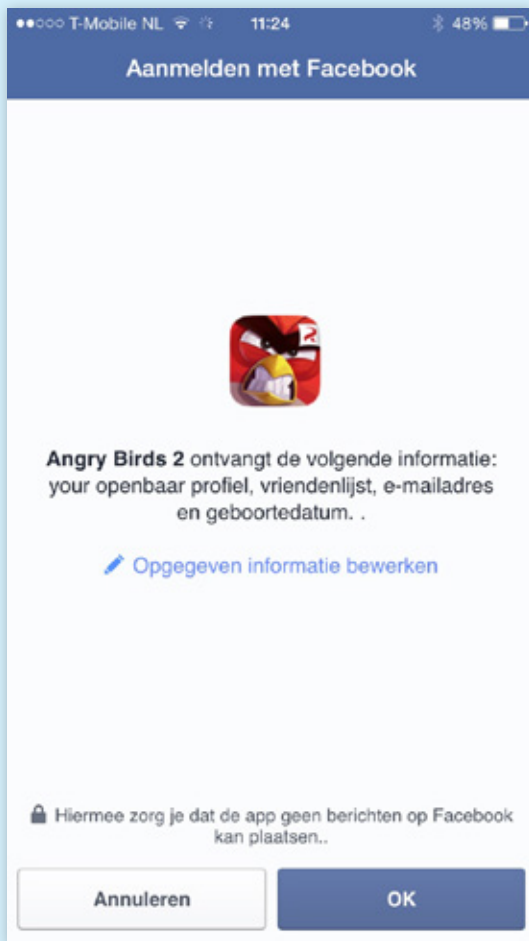 T-Mobile NL 11:24 48%
Aanmelden met Facebook
Angry Birds 2 ontvangt de volgende informatie:
your openbaar profiel, vriendenlijst, e-mailadres
en geboortedatum. .
Opgegeven informatie bewerken
Hiermee zorg je dat de app geen berichten op Facebook
kan plaatsen..
Annuleren OK